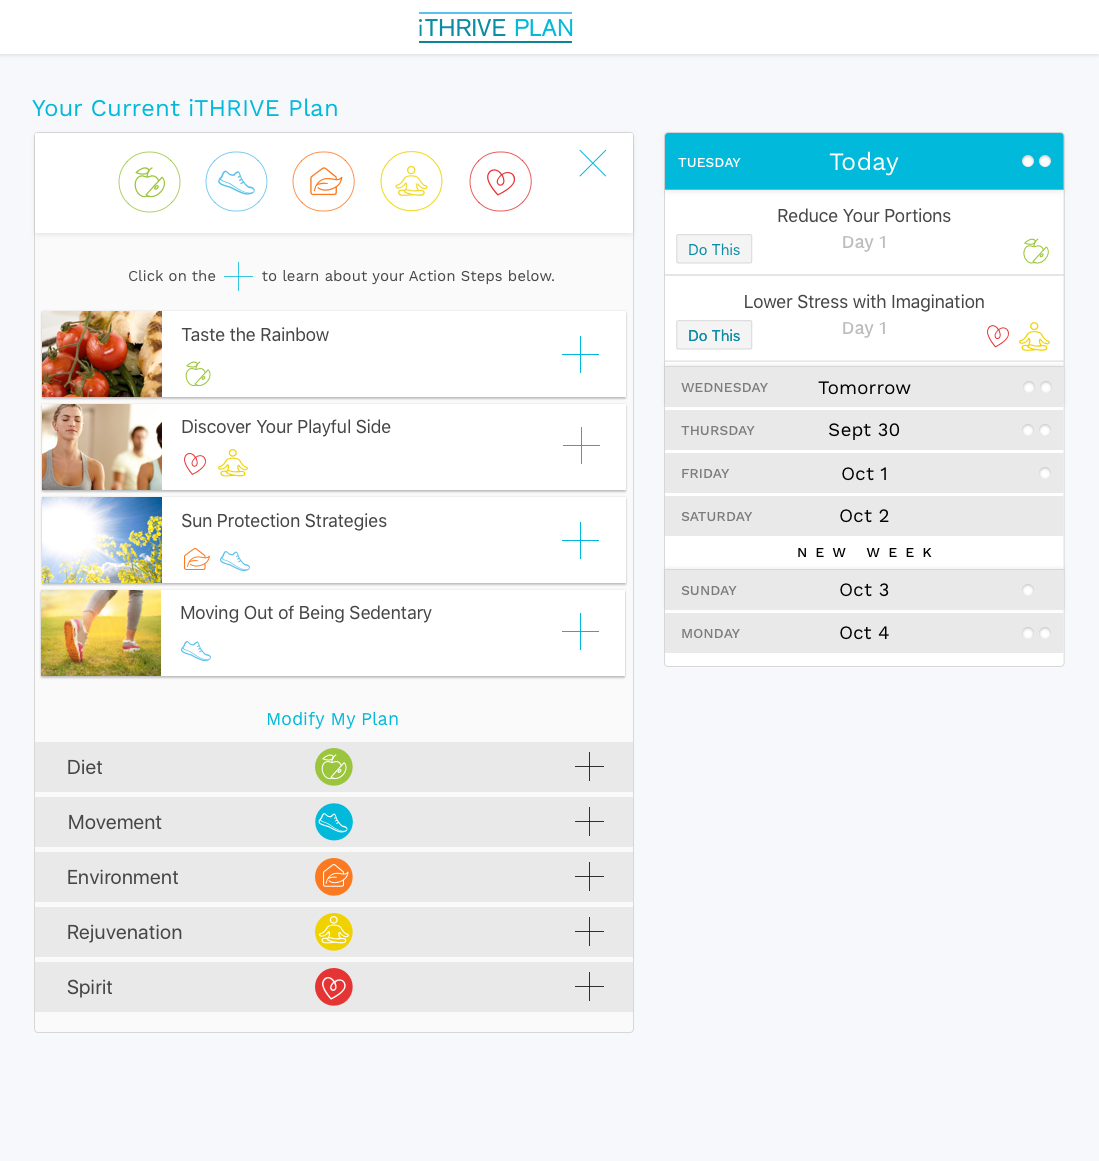 iTHRIVE PLAN
Your Current iTHRIVE Plan
Click on the to learn about your Action Steps below.
Taste the Rainbow
Discover Your Playful Side
Sun Protection Strategies
Moving Out of Being Sedentary
Modify My Plan
Diet
Movement
Environment
Rejuvenation
Spirit
TUESDAY Today
Reduce Your Portions
Day 1
Do This
Lower Stress with Imagination
Day 1
Do This
WEDNESDAY Tomorrow
THURSDAY Sept 30
FRIDAY Oct 1
SATURDAY Oct 2
NEW WEEK
SUNDAY Oct 3
MONDAY Oct 4